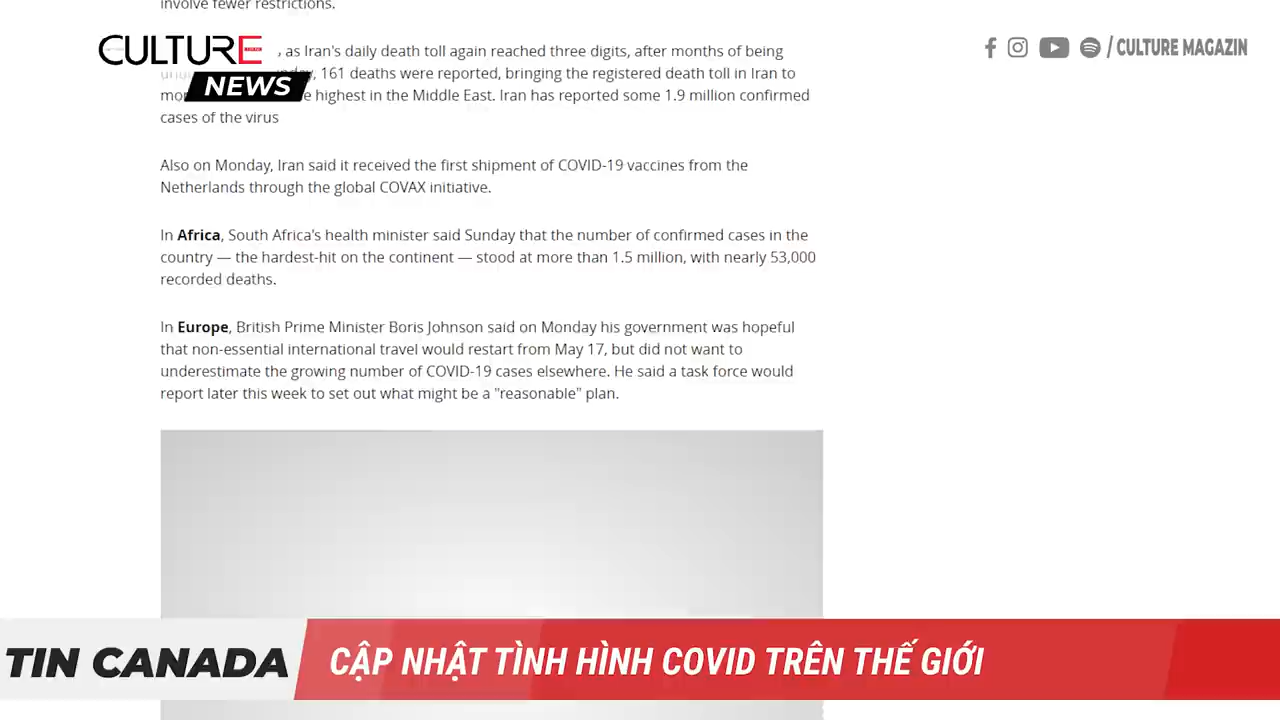 involve fewer restrictions.
CULTURE
NEWS
/ CULTURE MAGAZIN
, as Iran's daily death toll again reached three digits, after months of being
, 161 deaths were reported, bringing the registered death toll in Iran to
highest in the Middle East. Iran has reported some 1.9 million confirmed
cases of the virus
Also on Monday, Iran said it received the first shipment of COVID-19 vaccines from the
Netherlands through the global COVAX initiative.
In Africa, South Africa's health minister said Sunday that the number of confirmed cases in the
country — the hardest-hit on the continent — stood at more than 1.5 million, with nearly 53,000
recorded deaths.
In Europe, British Prime Minister Boris Johnson said on Monday his government was hopeful
that non-essential international travel would restart from May 17, but did not want to
underestimate the growing number of COVID-19 cases elsewhere. He said a task force would
report later this week to set out what might be a "reasonable" plan.
TIN CANADA
CẬP NHẬT TÌNH HÌNH COVID TRÊN THẾ GIỚI